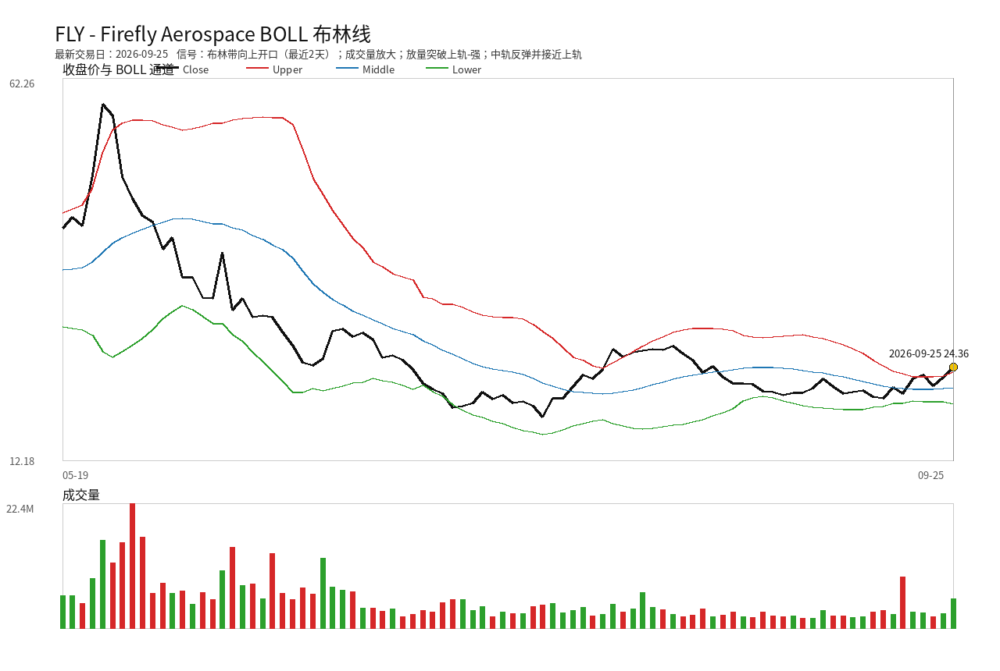 FLY - Firefly Aerospace BOLL 布林线
最新交易日：2026-09-25 信号：布林带向上开口（最近2天）；成交量放大；放量突破上轨-强；中轨反弹并接近上轨
收盘价与 BOLL 通道 Close Upper Middle Lower
62.26
2026-09-25 24.36
12.18
05-19 09-25
成交量
22.4M